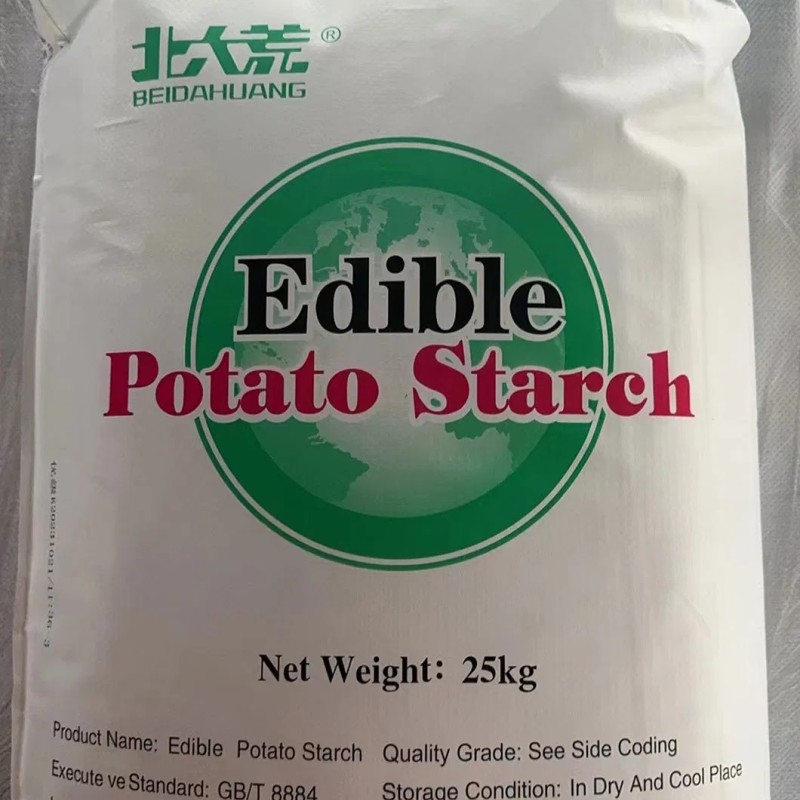 北大荒®
BEIDAHUANG
Edible
Potato Starch
Net Weight: 25kg
Product Name: Edible Potato Starch Quality Grade: See Side Coding
Execute ve Standard: GB/T 8884 Storage Condition: In Dry And Cool Place